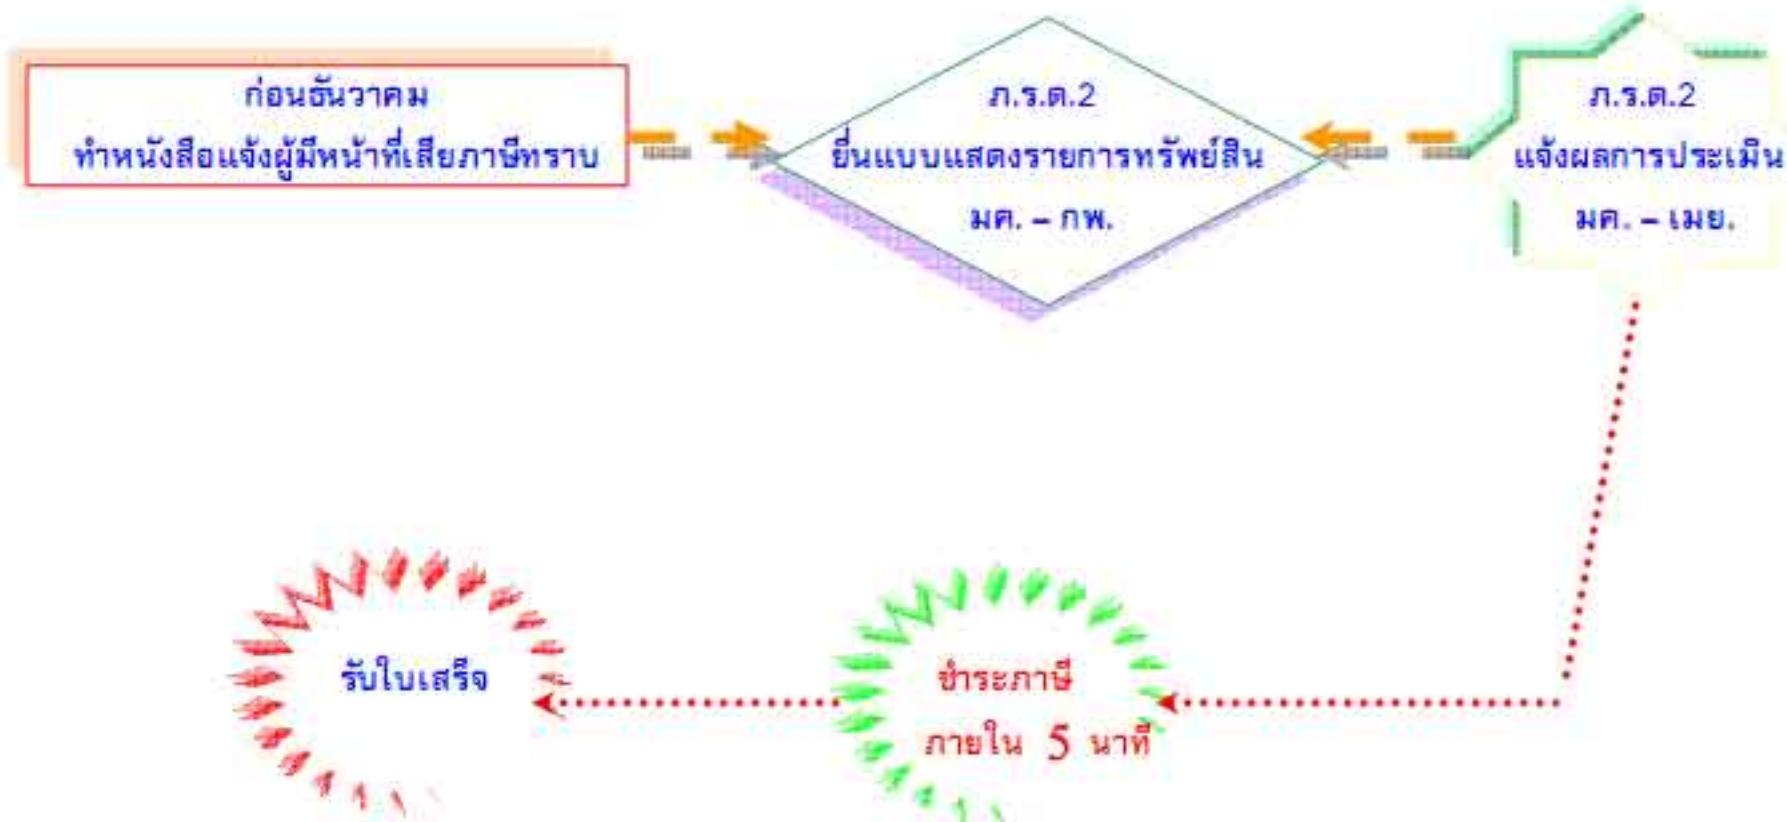 ก่อนธันวาคม
ทำหนังสือแจ้งผู้มีหน้าที่เสียภาษีทราบ
ภ.ร.ด.2
ยื่นแบบแสดงรายการทรัพย์สิน
มค. – กพ.
ภ.ร.ด.2
แจ้งผลการประเมิน
มค. – เมย.
รับใบเสร็จ
ชำระภาษี
ภายใน 5 นาที